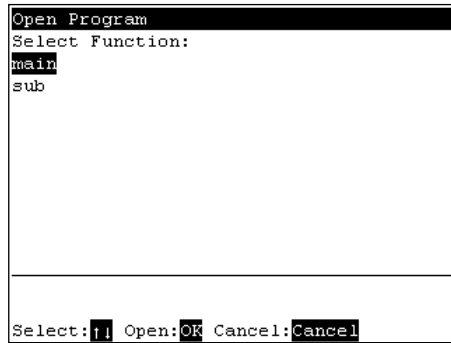 Open Program
Select Function:
main
sub
Select:↑↓ Open:OK Cancel:Cancel